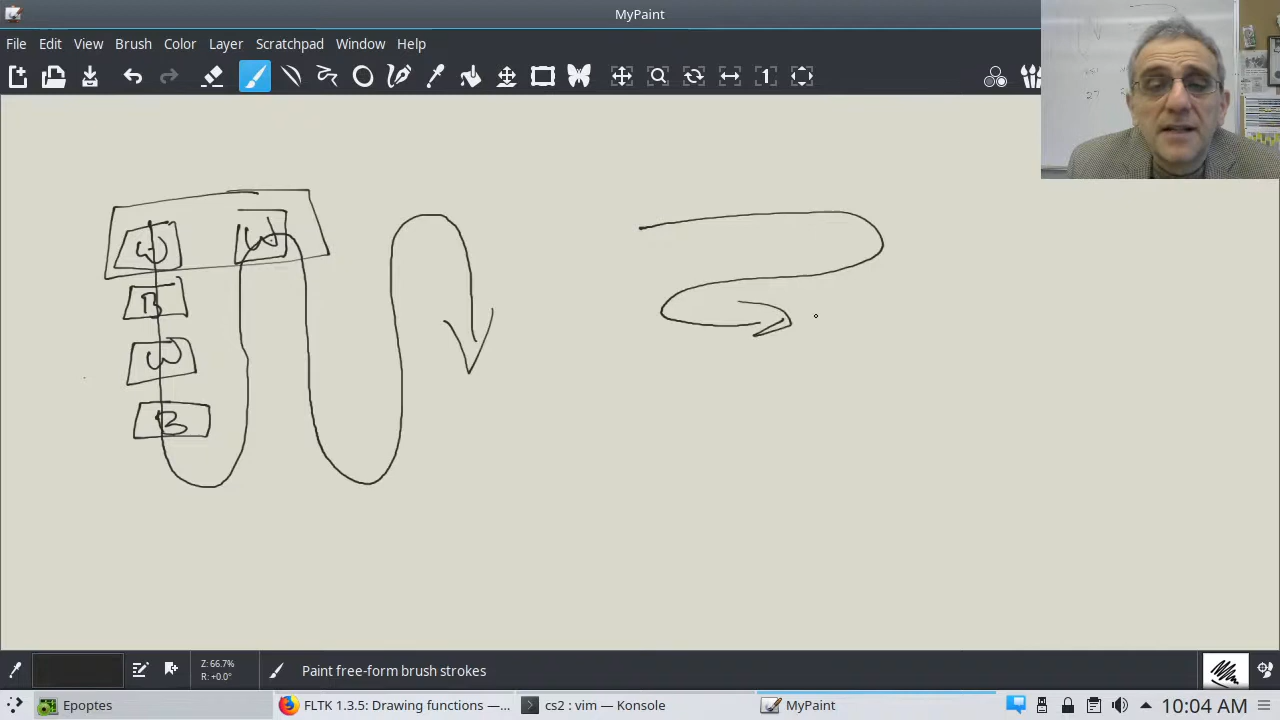 MyPaint
File Edit View Brush Color Layer Scratchpad Window Help
W W
B
W
B
Z: 66.7%
R: +0.0°
Paint free-form brush strokes
Epoptes
FLTK 1.3.5: Drawing functions —...
cs2 : vim — Konsole
MyPaint
10:04 AM